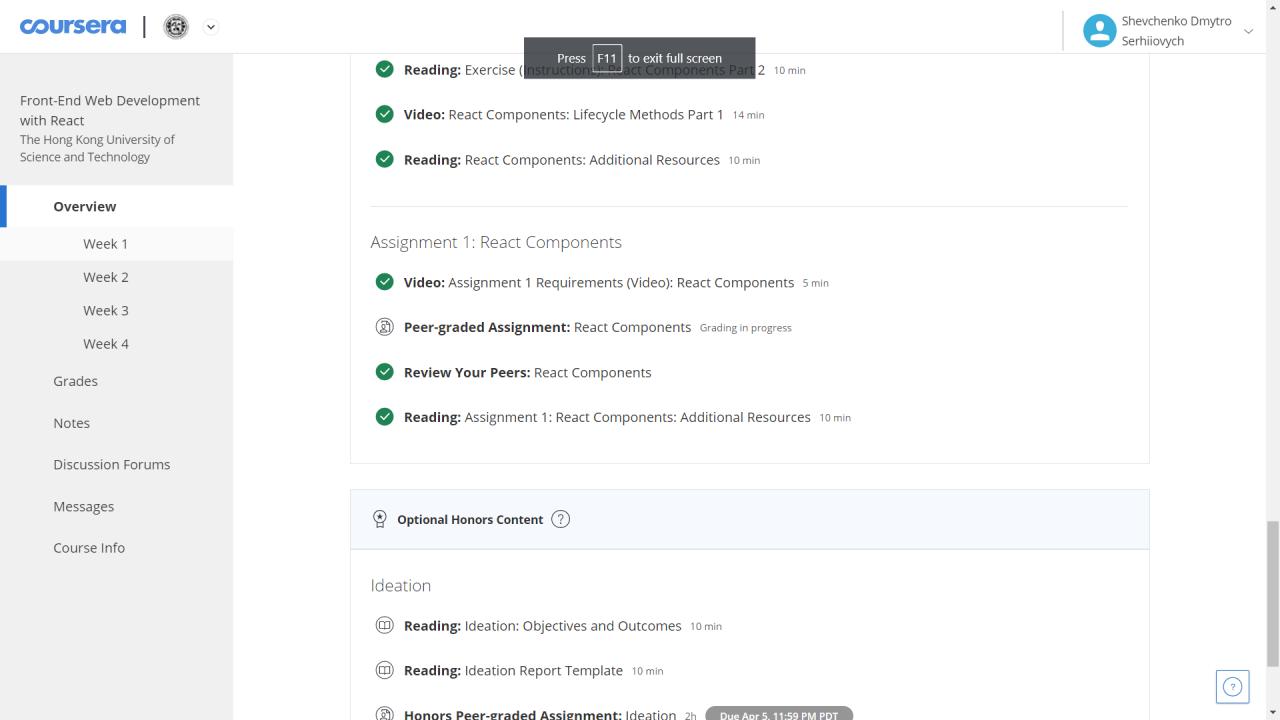 coursera
Shevchenko Dmytro
Serhiiovych
Press F11 to exit full screen
Front-End Web Development
with React
The Hong Kong University of
Science and Technology
Overview
Week 1
Week 2
Week 3
Week 4
Grades
Notes
Discussion Forums
Messages
Course Info
Reading: Exercise (Instructions): React Components Part 2 10 min
Video: React Components: Lifecycle Methods Part 1 14 min
Reading: React Components: Additional Resources 10 min
Assignment 1: React Components
Video: Assignment 1 Requirements (Video): React Components 5 min
Peer-graded Assignment: React Components Grading in progress
Review Your Peers: React Components
Reading: Assignment 1: React Components: Additional Resources 10 min
Optional Honors Content ?
Ideation
Reading: Ideation: Objectives and Outcomes 10 min
Reading: Ideation Report Template 10 min
Honors Peer-graded Assignment: Ideation 2h Due Apr 5, 11:59 PM PDT
?